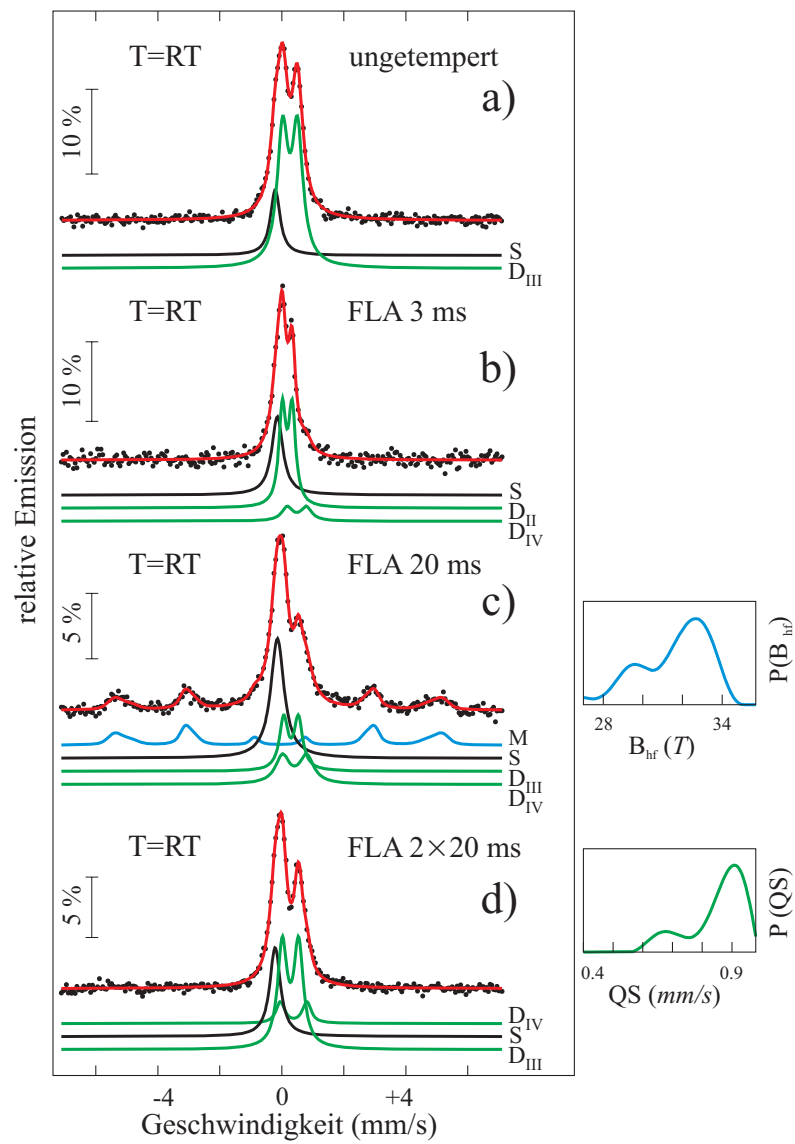 T=RT ungetempert
a)
10 %
S
D_III
T=RT FLA 3 ms
b)
10 %
S
D_II
D_IV
relative Emission
T=RT FLA 20 ms
c)
5 %
M
S
D_III
D_IV
P(B_hf)
28 34
B_hf (T)
T=RT FLA 2×20 ms
d)
5 %
D_IV
S
D_III
P (QS)
0.4 0.9
QS (mm/s)
-4 0 +4
Geschwindigkeit (mm/s)